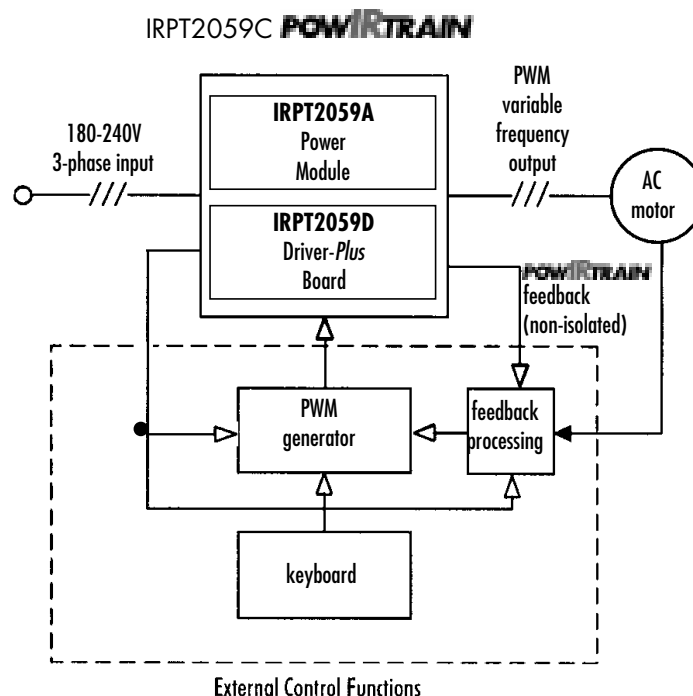 IRPT2059C POWIRTRAIN
180-240V
3-phase input
IRPT2059A
Power
Module
IRPT2059D
Driver-Plus
Board
PWM
variable
frequency
output
AC
motor
POWIRTRAIN
feedback
(non-isolated)
PWM
generator
feedback
processing
keyboard
External Control Functions